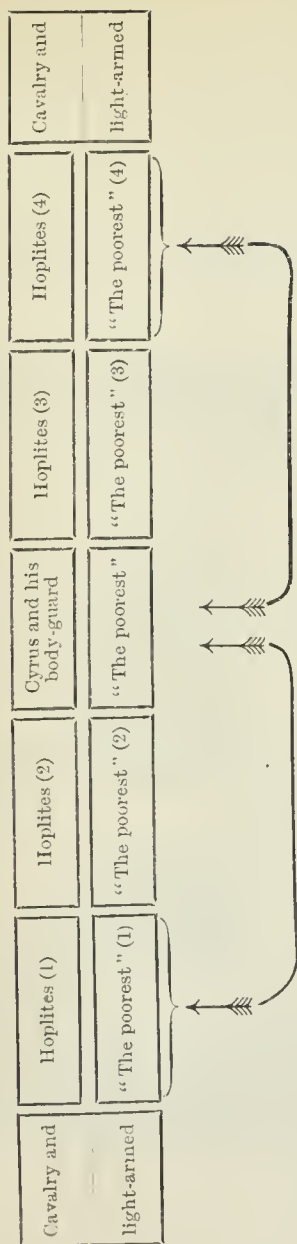 Cavalry and
light-armed
Hoplites (1)
"The poorest" (1)
Hoplites (2)
"The poorest" (2)
Cyrus and his
body-guard
"The poorest"
Hoplites (3)
"The poorest" (3)
Hoplites (4)
"The poorest" (4)
Cavalry and
light-armed